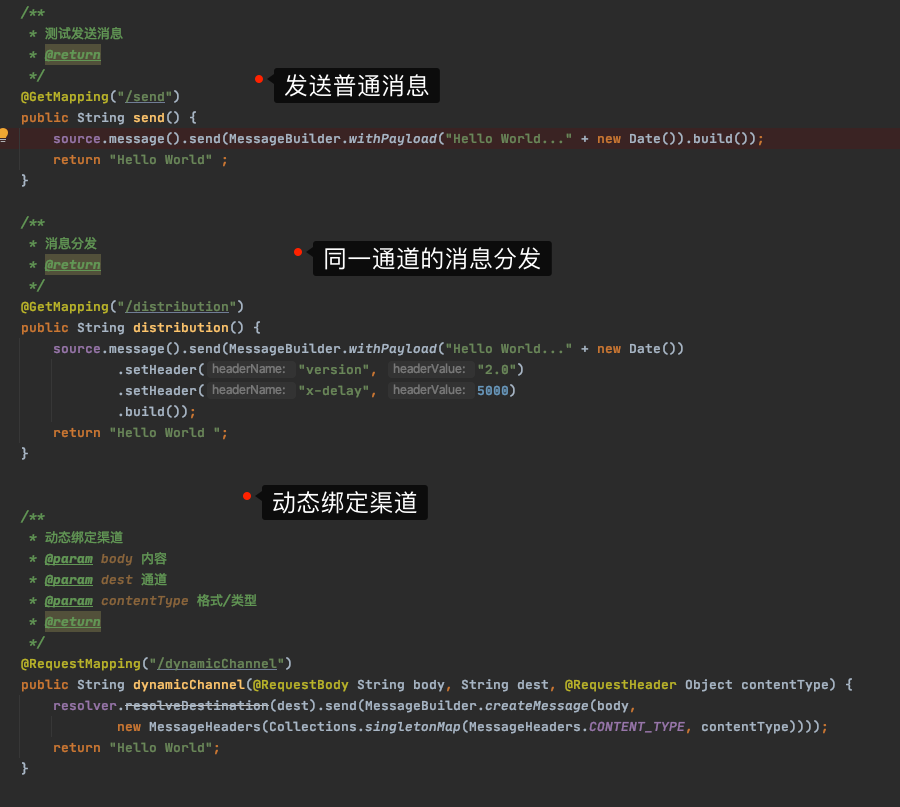 /**
* 测试发送消息
* @return
*/
发送普通消息
@GetMapping("/send")
public String send() {
source.message().send(MessageBuilder.withPayload("Hello World..." + new Date()).build());
return "Hello World" ;
}
/**
* 消息分发
* @return
*/
同一通道的消息分发
@GetMapping("/distribution")
public String distribution() {
source.message().send(MessageBuilder.withPayload("Hello World..." + new Date())
.setHeader( headerName: "version", headerValue: "2.0")
.setHeader( headerName: "x-delay", headerValue: 5000)
.build());
return "Hello World ";
}
动态绑定渠道
/**
* 动态绑定渠道
* @param body 内容
* @param dest 通道
* @param contentType 格式/类型
* @return
*/
@RequestMapping("/dynamicChannel")
public String dynamicChannel(@RequestBody String body, String dest, @RequestHeader Object contentType) {
resolver.resolveDestination(dest).send(MessageBuilder.createMessage(body,
new MessageHeaders(Collections.singletonMap(MessageHeaders.CONTENT_TYPE, contentType))));
return "Hello World";
}